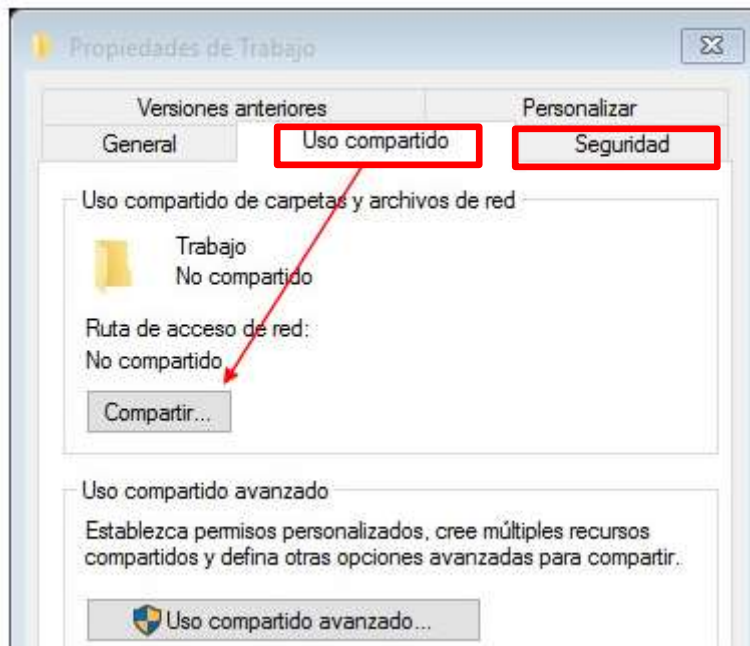 Propiedades de Trabajo
Versiones anteriores
Personalizar
General
Uso compartido
Seguridad
Uso compartido de carpetas y archivos de red
Trabajo
No compartido
Ruta de acceso de red:
No compartido
Compartir...
Uso compartido avanzado
Establezca permisos personalizados, cree múltiples recursos
compartidos y defina otras opciones avanzadas para compartir.
Uso compartido avanzado...